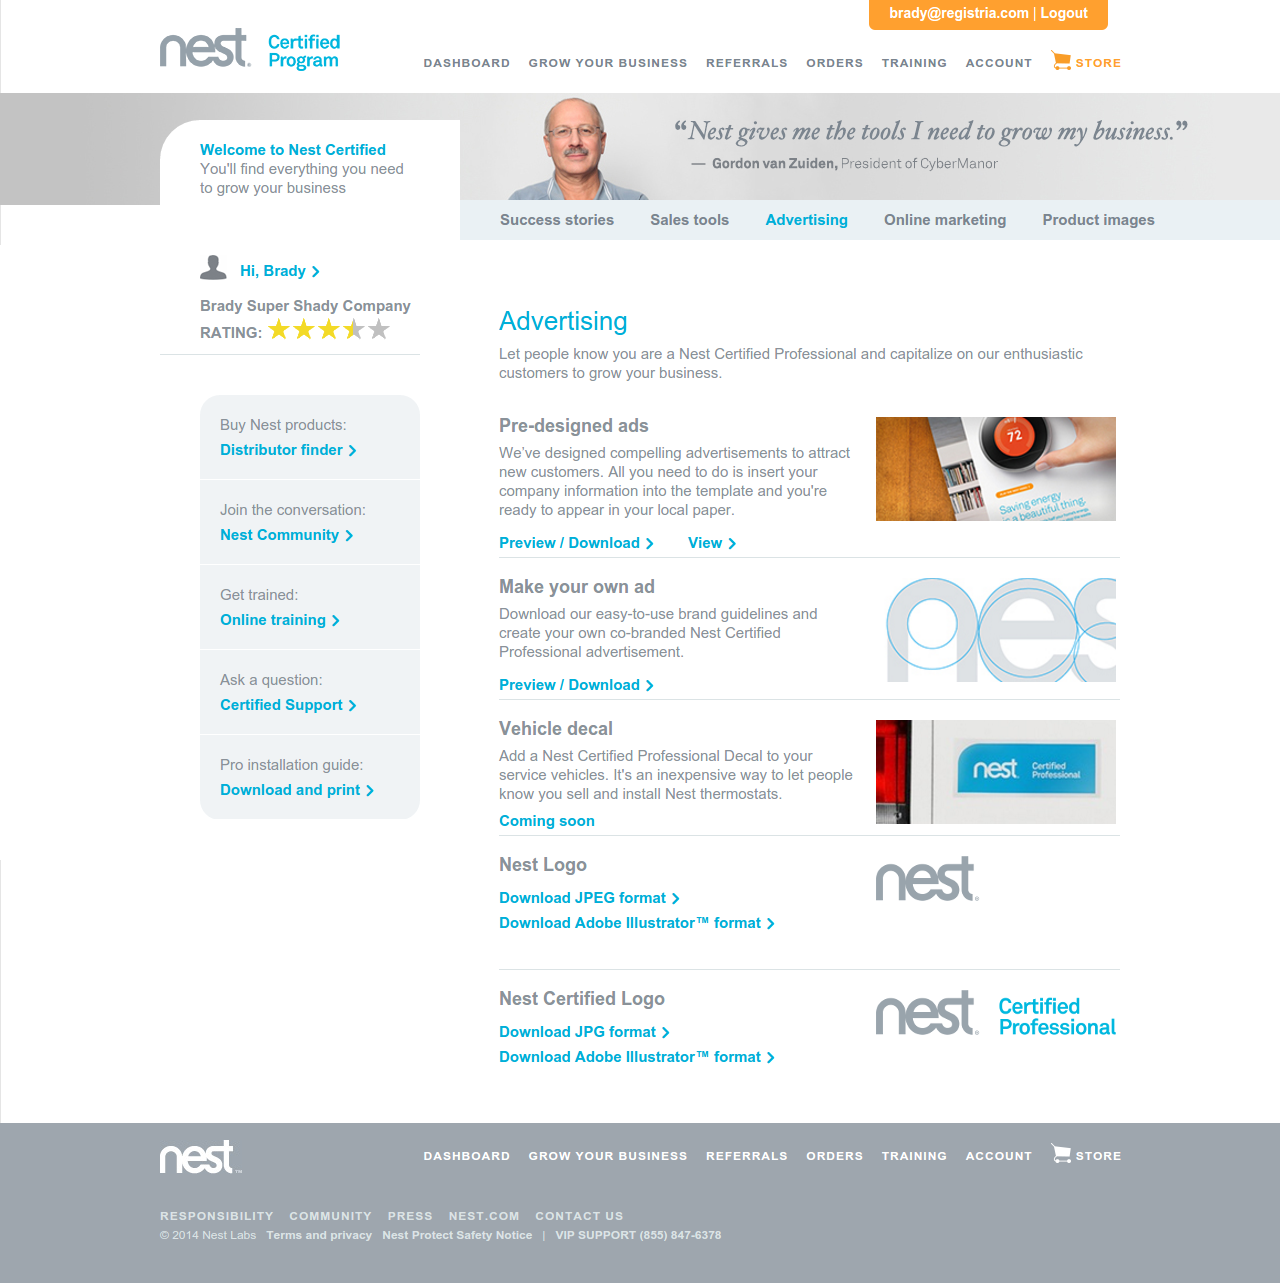 brady@registria.com | Logout
nest Certified
Program
DASHBOARD GROW YOUR BUSINESS REFERRALS ORDERS TRAINING ACCOUNT STORE
Welcome to Nest Certified
You'll find everything you need
to grow your business
“Nest gives me the tools I need to grow my business.”
— Gordon van Zuiden, President of CyberManor
Success stories Sales tools Advertising Online marketing Product images
Hi, Brady
Brady Super Shady Company
RATING:
Buy Nest products:
Distributor finder
Join the conversation:
Nest Community
Get trained:
Online training
Ask a question:
Certified Support
Pro installation guide:
Download and print
Advertising
Let people know you are a Nest Certified Professional and capitalize on our enthusiastic
customers to grow your business.
Pre-designed ads
We've designed compelling advertisements to attract
new customers. All you need to do is insert your
company information into the template and you're
ready to appear in your local paper.
Preview / Download View
72
Saving energy
is a beautiful thing.
Make your own ad
Download our easy-to-use brand guidelines and
create your own co-branded Nest Certified
Professional advertisement.
Preview / Download
nes
Vehicle decal
Add a Nest Certified Professional Decal to your
service vehicles. It's an inexpensive way to let people
know you sell and install Nest thermostats.
Coming soon
nest Certified
Professional
Nest Logo
Download JPEG format
Download Adobe Illustrator™ format
nest
Nest Certified Logo
Download JPG format
Download Adobe Illustrator™ format
nest Certified
Professional
nest™
DASHBOARD GROW YOUR BUSINESS REFERRALS ORDERS TRAINING ACCOUNT STORE
RESPONSIBILITY COMMUNITY PRESS NEST.COM CONTACT US
© 2014 Nest Labs Terms and privacy Nest Protect Safety Notice | VIP SUPPORT (855) 847-6378